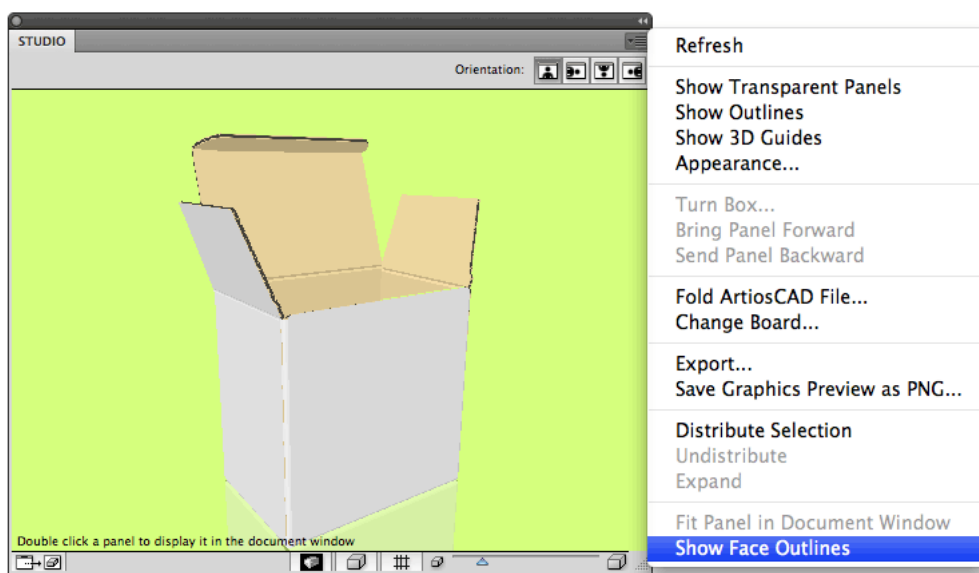 STUDIO
Orientation:
Double click a panel to display it in the document window
Refresh
Show Transparent Panels
Show Outlines
Show 3D Guides
Appearance...
Turn Box...
Bring Panel Forward
Send Panel Backward
Fold ArtiosCAD File...
Change Board...
Export...
Save Graphics Preview as PNG...
Distribute Selection
Undistribute
Expand
Fit Panel in Document Window
Show Face Outlines